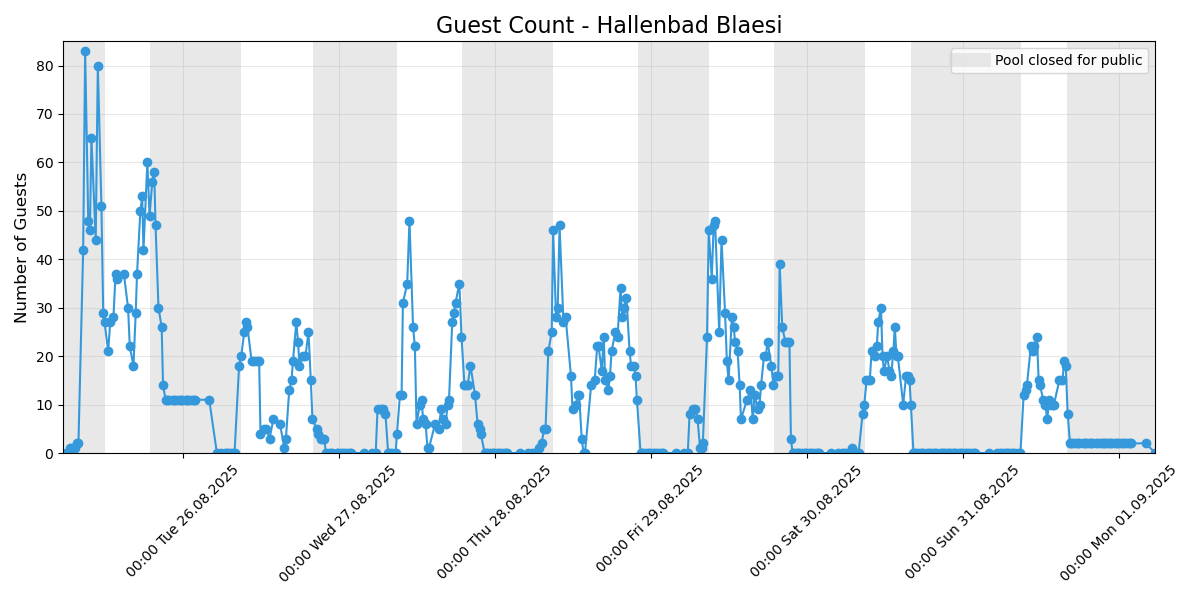 Guest Count - Hallenbad Blaesi
Pool closed for public
Number of Guests
80
70
60
50
40
30
20
10
0
00:00 Tue 26.08.2025
00:00 Wed 27.08.2025
00:00 Thu 28.08.2025
00:00 Fri 29.08.2025
00:00 Sat 30.08.2025
00:00 Sun 31.08.2025
00:00 Mon 01.09.2025